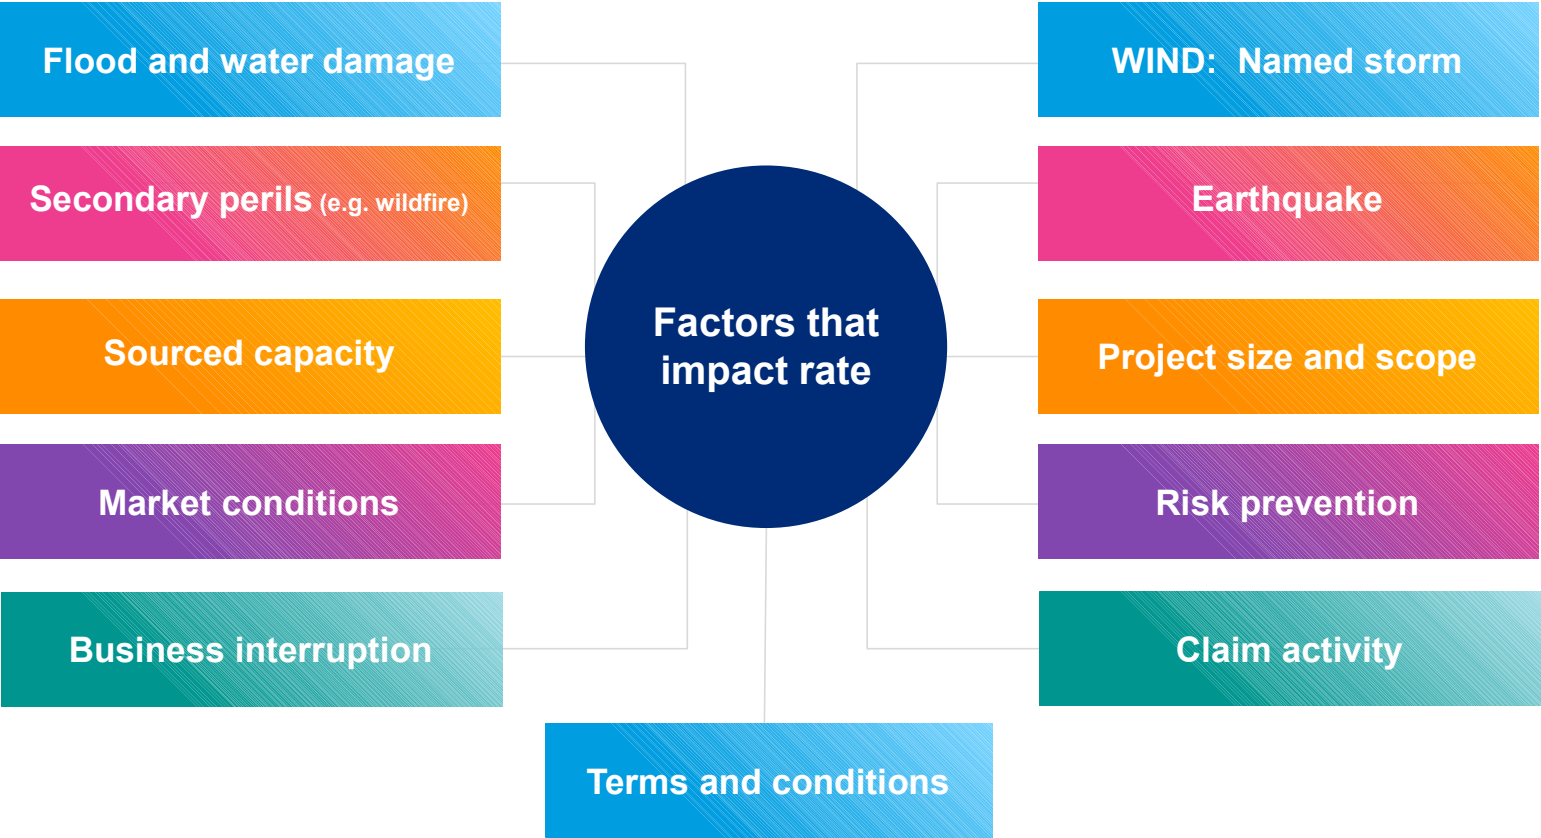 Flood and water damage
Secondary perils (e.g. wildfire)
Sourced capacity
Market conditions
Business interruption
Factors that
impact rate
WIND:  Named storm
Earthquake
Project size and scope
Risk prevention
Claim activity
Terms and conditions